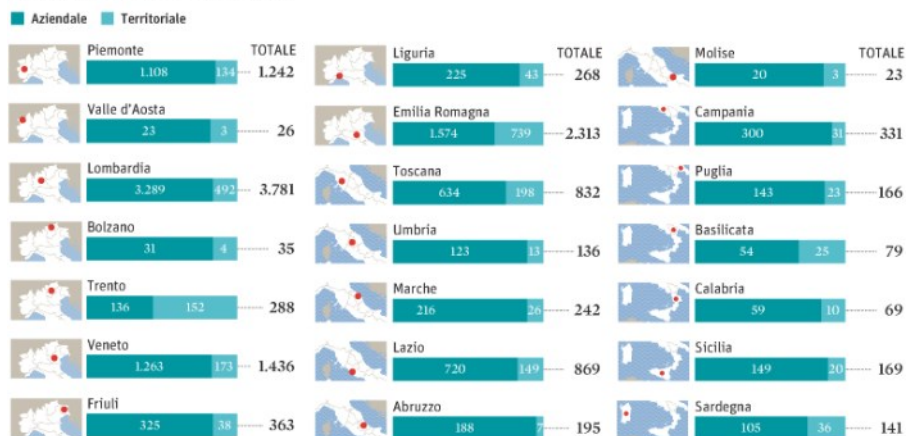 Aziendale Territoriale
TOTALE
Piemonte
1.108 134 1.242
Valle d'Aosta
23 3 26
Lombardia
3.289 492 3.781
Bolzano
31 4 35
Trento
136 152 288
Veneto
1.263 173 1.436
Friuli
325 38 363
TOTALE
Liguria
225 43 268
Emilia Romagna
1.574 739 2.313
Toscana
634 198 832
Umbria
123 13 136
Marche
216 26 242
Lazio
720 149 869
Abruzzo
188 7 195
TOTALE
Molise
20 3 23
Campania
300 31 331
Puglia
143 23 166
Basilicata
54 25 79
Calabria
59 10 69
Sicilia
149 20 169
Sardegna
105 36 141